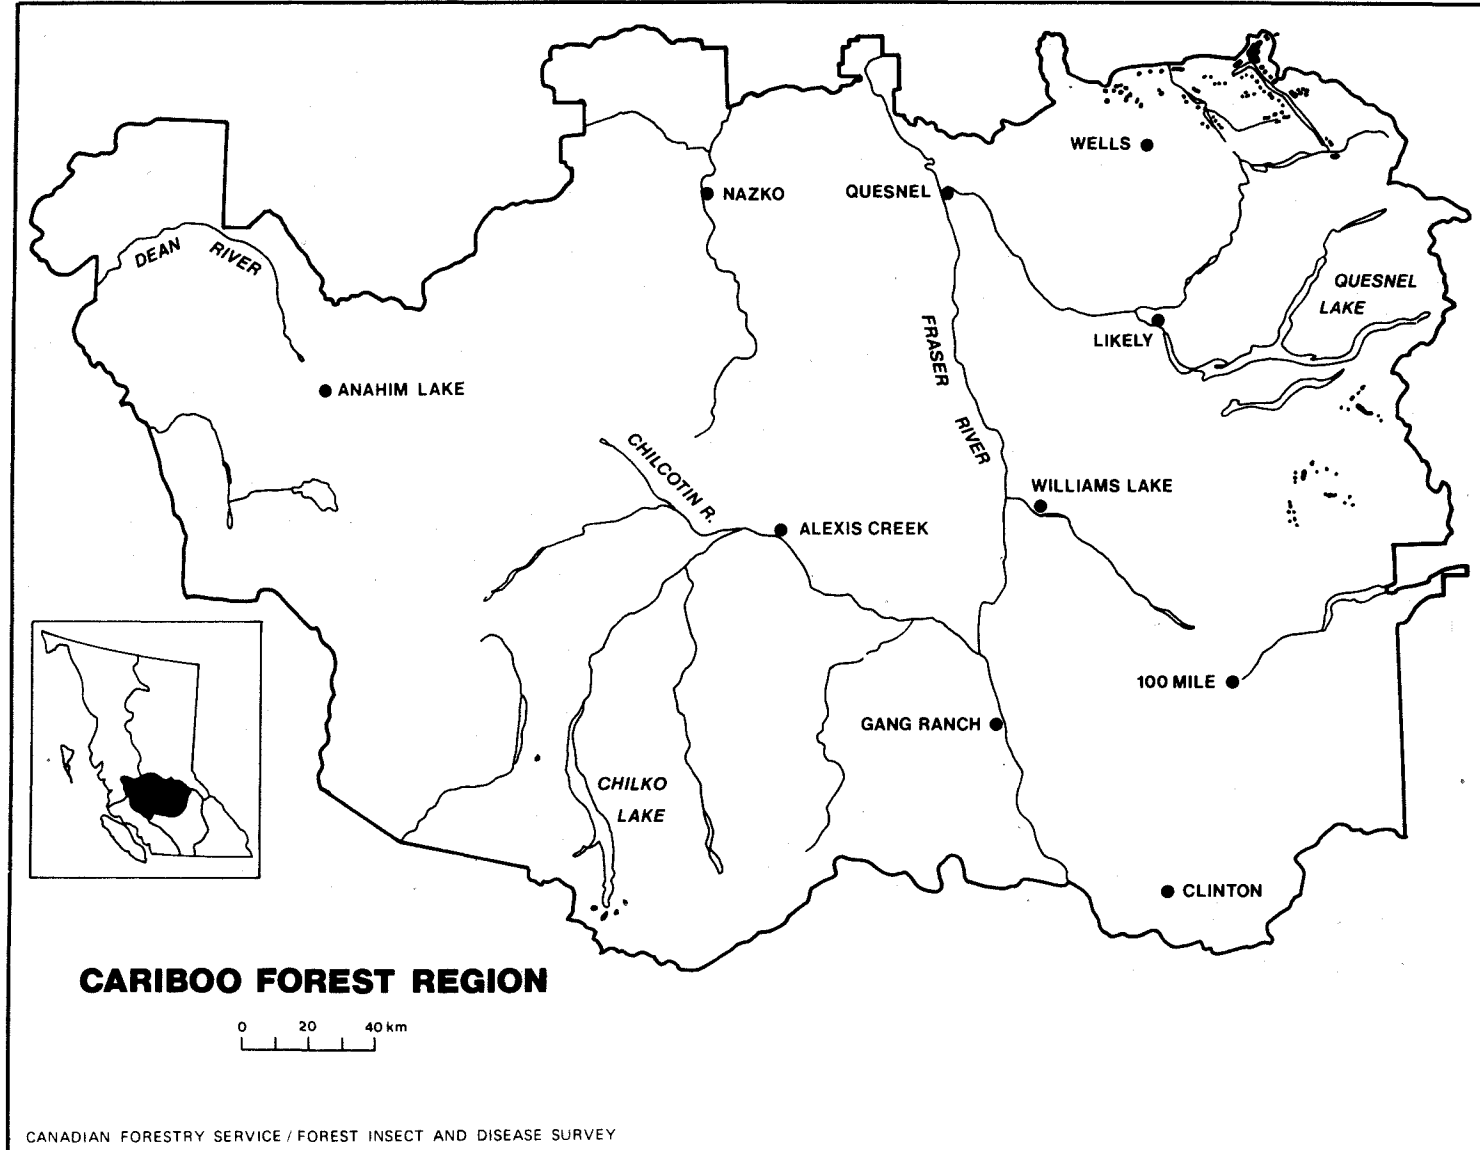 WELLS
NAZKO
QUESNEL
DEAN RIVER
QUESNEL
LAKE
LIKELY
FRASER RIVER
ANAHIM LAKE
CHILCOTIN R.
WILLIAMS LAKE
ALEXIS CREEK
100 MILE
GANG RANCH
CHILKO
LAKE
CLINTON
CARIBOO FOREST REGION
0 20 40 km
CANADIAN FORESTRY SERVICE / FOREST INSECT AND DISEASE SURVEY